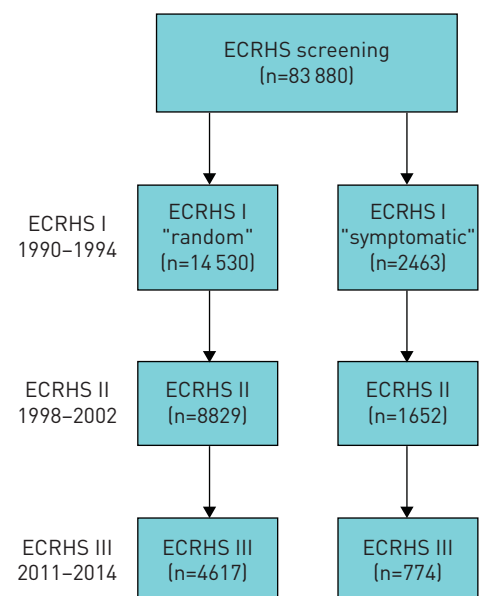 ECRHS screening
(n=83 880)
ECRHS I
1990–1994
ECRHS I
"random"
(n=14 530)
ECRHS I
"symptomatic"
(n=2463)
ECRHS II
1998–2002
ECRHS II
(n=8829)
ECRHS II
(n=1652)
ECRHS III
2011–2014
ECRHS III
(n=4617)
ECRHS III
(n=774)